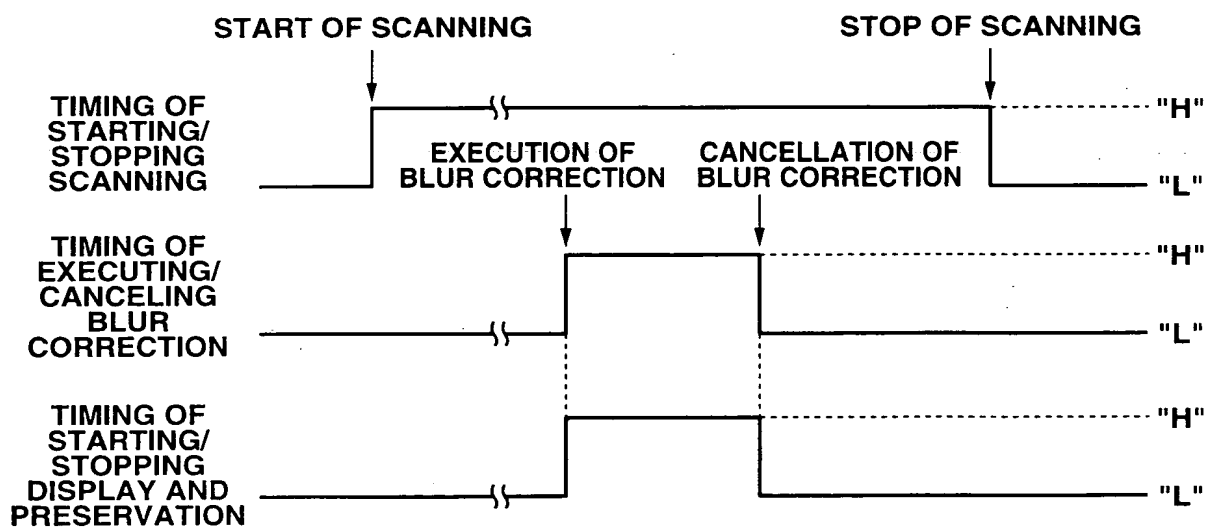 START OF SCANNING
STOP OF SCANNING
TIMING OF
STARTING/
STOPPING
SCANNING
"H"
"L"
EXECUTION OF
BLUR CORRECTION
CANCELLATION OF
BLUR CORRECTION
TIMING OF
EXECUTING/
CANCELING
BLUR
CORRECTION
"H"
"L"
TIMING OF
STARTING/
STOPPING
DISPLAY AND
PRESERVATION
"H"
"L"